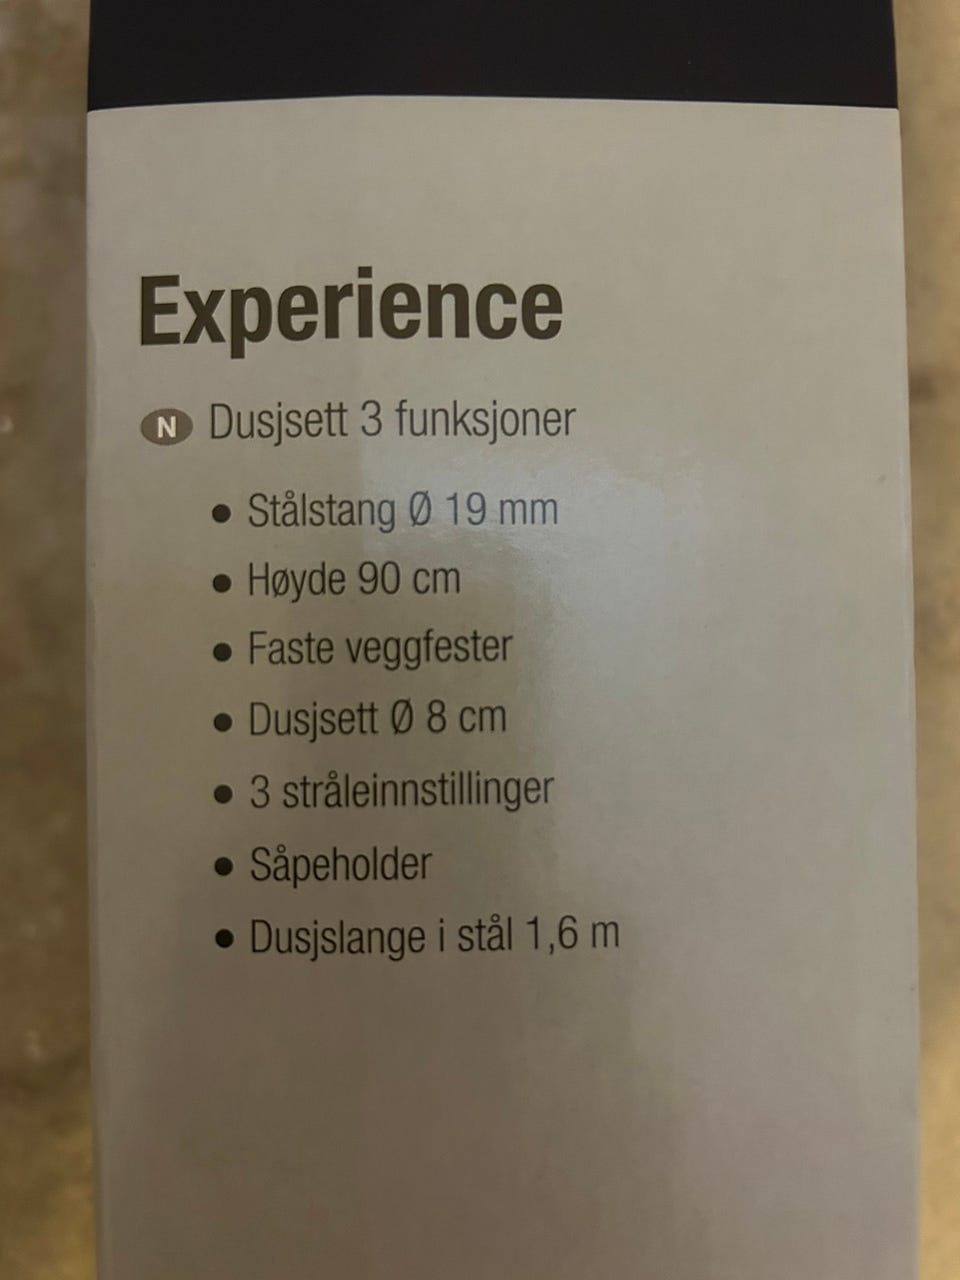 Experience
N Dusjsett 3 funksjoner
• Stålstang Ø 19 mm
• Høyde 90 cm
• Faste veggfester
• Dusjsett Ø 8 cm
• 3 stråleinnstillinger
• Såpeholder
• Dusjslange i stål 1,6 m